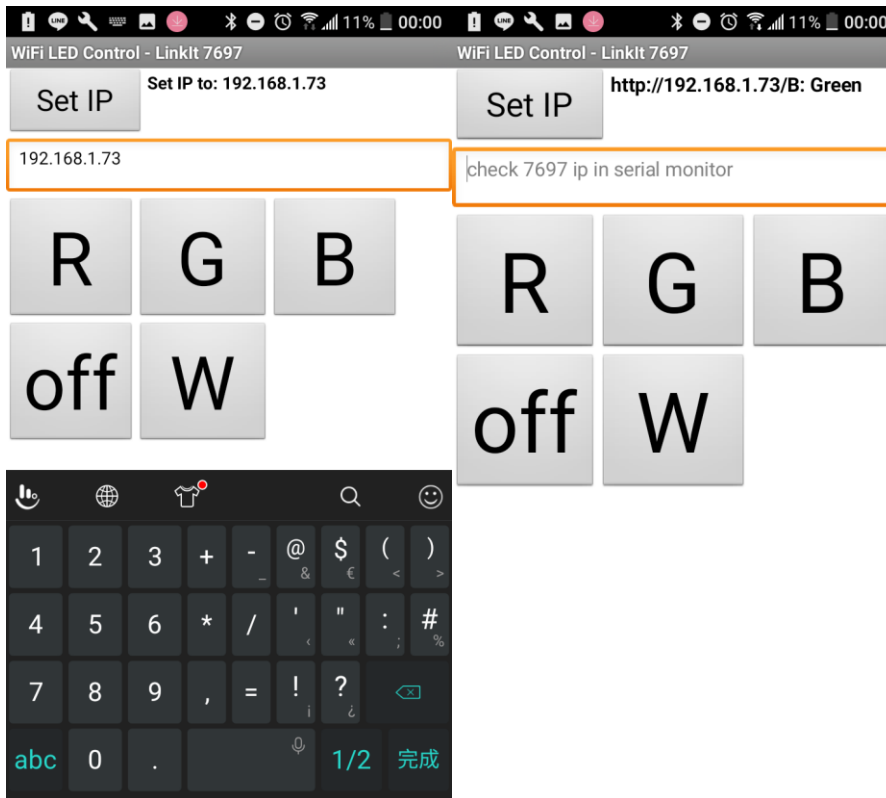 LINE 11% 00:00
WiFi LED Control - LinkIt 7697
Set IP Set IP to: 192.168.1.73
192.168.1.73
R G B
off W
1 2 3 + - _ @ & $ € ( < ) >
4 5 6 * / ' ‹ " « : ; # %
7 8 9 , = ! ¡ ? ¿
abc 0 . 1/2 完成
LINE 11% 00:00
WiFi LED Control - LinkIt 7697
Set IP http://192.168.1.73/B: Green
check 7697 ip in serial monitor
R G B
off W